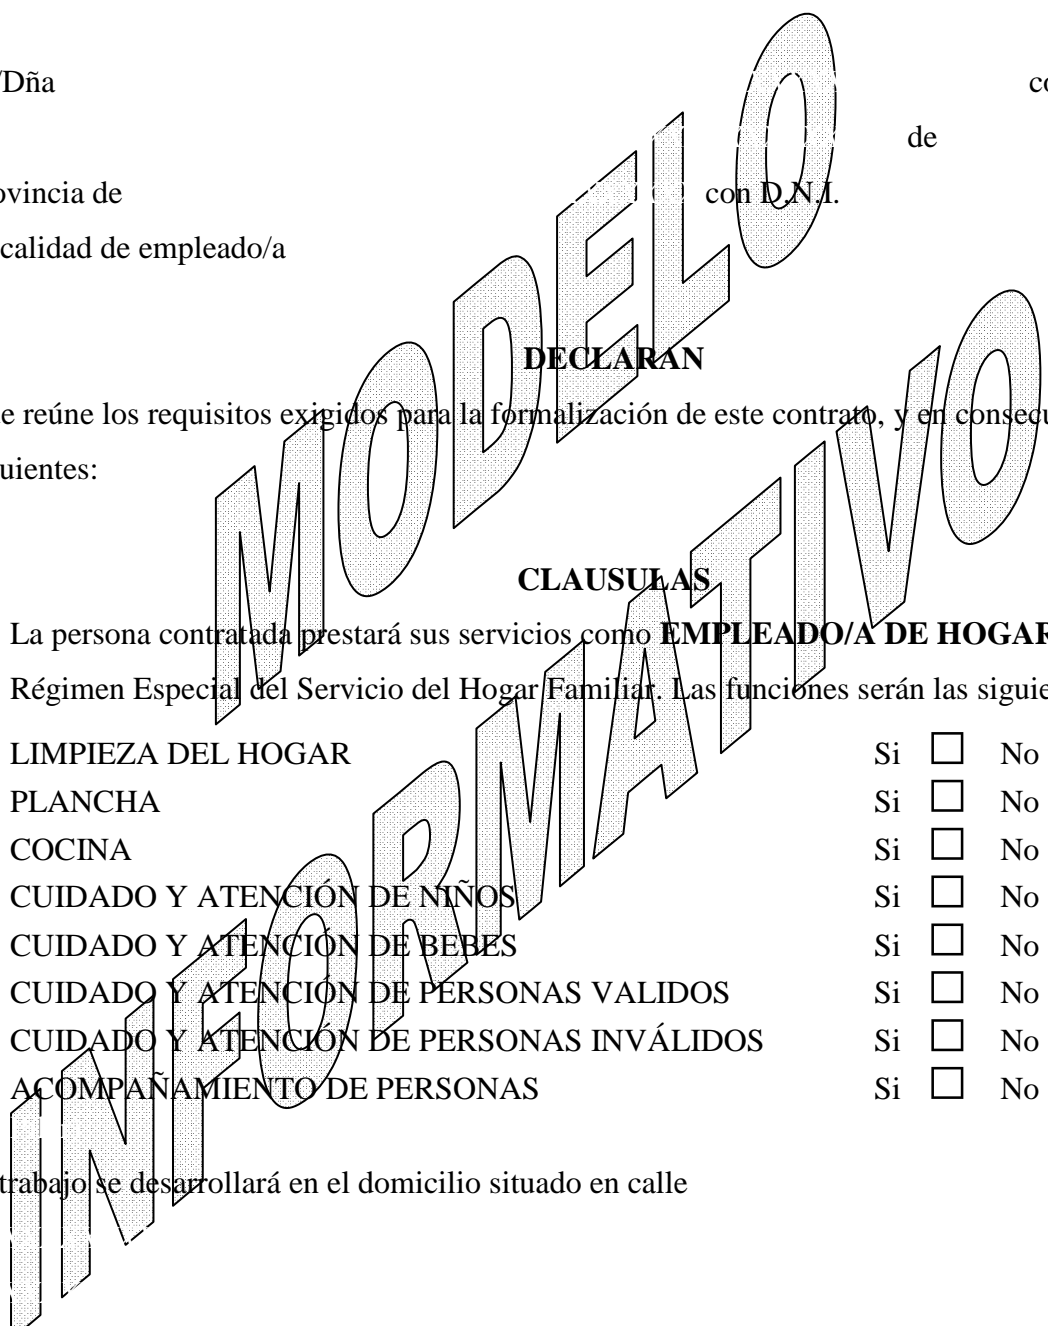 /Dña co
de
ovincia de con D.N.I.
calidad de empleado/a
DECLARAN
e reúne los requisitos exigidos para la formalización de este contrato, y en consecu
uientes:
CLAUSULAS
La persona contratada prestará sus servicios como EMPLEADO/A DE HOGAR
Régimen Especial del Servicio del Hogar Familiar. Las funciones serán las siguie
LIMPIEZA DEL HOGAR Si No
PLANCHA Si No
COCINA Si No
CUIDADO Y ATENCIÓN DE NIÑOS Si No
CUIDADO Y ATENCIÓN DE BEBES Si No
CUIDADO Y ATENCIÓN DE PERSONAS VALIDOS Si No
CUIDADO Y ATENCIÓN DE PERSONAS INVÁLIDOS Si No
ACOMPAÑAMIENTO DE PERSONAS Si No
trabajo se desarrollará en el domicilio situado en calle
MODELO
INFORMATIVO